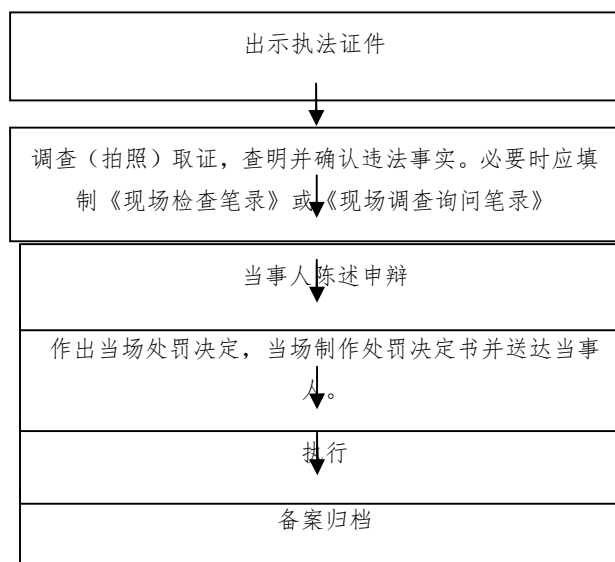 出示执法证件
调查（拍照）取证，查明并确认违法事实。必要时应填
制《现场检查笔录》或《现场调查询问笔录》
当事人陈述申辩
作出当场处罚决定，当场制作处罚决定书并送达当事
人。
执行
备案归档